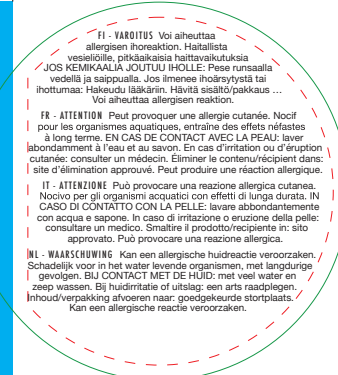 FI - VAROITUS Voi aiheuttaa
allergisen ihoreaktion. Haitallista
vesieliöille, pitkäaikaisia haittavaikutuksia
JOS KEMIKAALIA JOUTUU IHOLLE: Pese runsaalla
vedellä ja saippualla. Jos ilmenee ihoärsytystä tai
ihottumaa: Hakeudu lääkäriin. Hävitä sisältö/pakkaus ...
Voi aiheuttaa allergisen reaktion.
FR - ATTENTION Peut provoquer une allergie cutanée. Nocif
pour les organismes aquatiques, entraîne des effets néfastes
à long terme. EN CAS DE CONTACT AVEC LA PEAU: laver
abondamment à l'eau et au savon. En cas d'irritation ou d'éruption
cutanée: consulter un médecin. Éliminer le contenu/récipient dans:
site d'élimination approuvé. Peut produire une réaction allergique.
IT - ATTENZIONE Può provocare una reazione allergica cutanea.
Nocivo per gli organismi acquatici con effetti di lunga durata. IN
CASO DI CONTATTO CON LA PELLE: lavare abbondantemente
con acqua e sapone. In caso di irritazione o eruzione della pelle:
consultare un medico. Smaltire il prodotto/recipiente in: sito
approvato. Può provocare una reazione allergica.
NL - WAARSCHUWING Kan een allergische huidreactie veroorzaken.
Schadelijk voor in het water levende organismen, met langdurige
gevolgen. BIJ CONTACT MET DE HUID: met veel water en
zeep wassen. Bij huidirritatie of uitslag: een arts raadplegen.
Inhoud/verpakking afvoeren naar: goedgekeurde stortplaats.
Kan een allergische reactie veroorzaken.